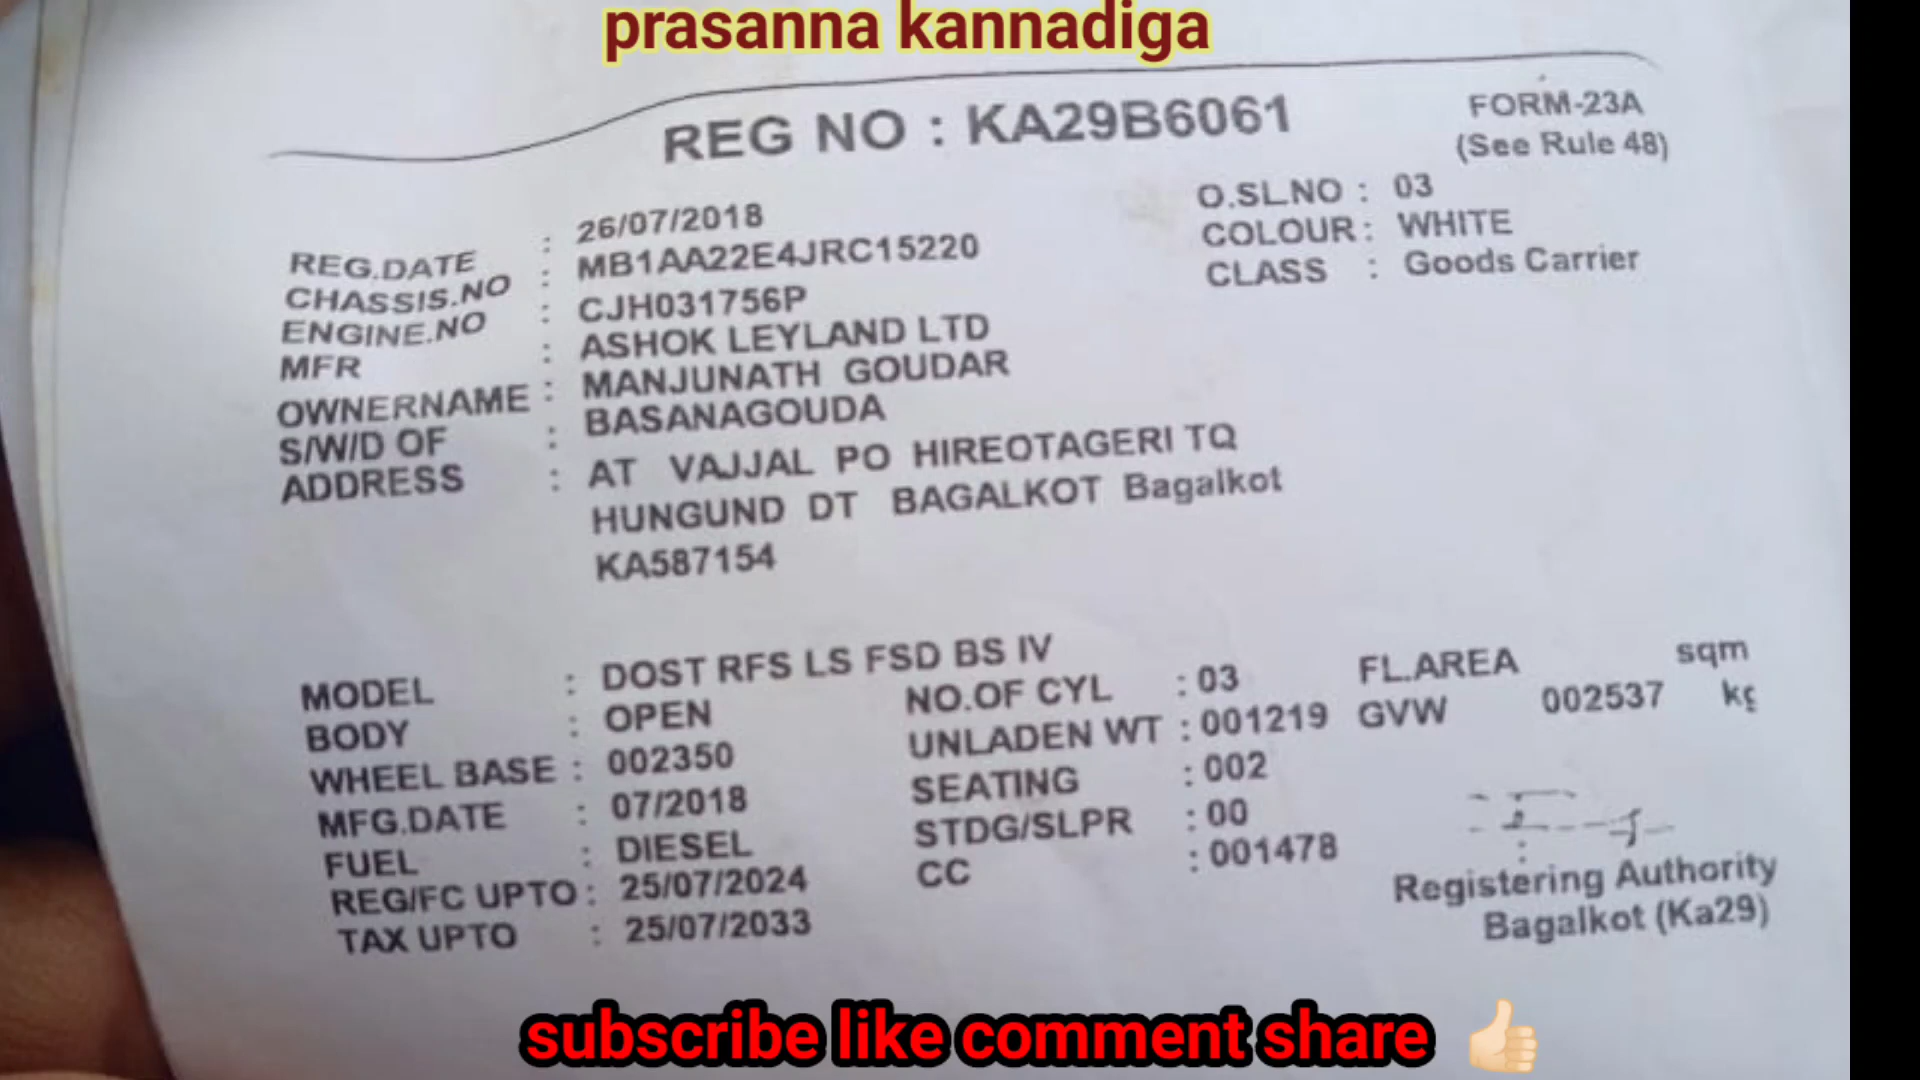 prasanna kannadiga
REG NO : KA29B6061
FORM-23A
(See Rule 48)
REG.DATE : 26/07/2018
O.SL.NO : 03
CHASSIS.NO : MB1AA22E4JRC15220
COLOUR : WHITE
ENGINE.NO : CJH031756P
CLASS : Goods Carrier
MFR : ASHOK LEYLAND LTD
OWNERNAME : MANJUNATH GOUDAR
S/W/D OF : BASANAGOUDA
ADDRESS : AT VAJJAL PO HIREOTAGERI TQ
HUNGUND DT BAGALKOT Bagalkot
KA587154
MODEL : DOST RFS LS FSD BS IV
BODY : OPEN NO.OF CYL : 03 FL.AREA sqm
WHEEL BASE : 002350 UNLADEN WT : 001219 GVW 002537 kg
MFG.DATE : 07/2018 SEATING : 002
FUEL : DIESEL STDG/SLPR : 00
REG/FC UPTO : 25/07/2024 CC : 001478
TAX UPTO : 25/07/2033
Registering Authority
Bagalkot (Ka29)
subscribe like comment share